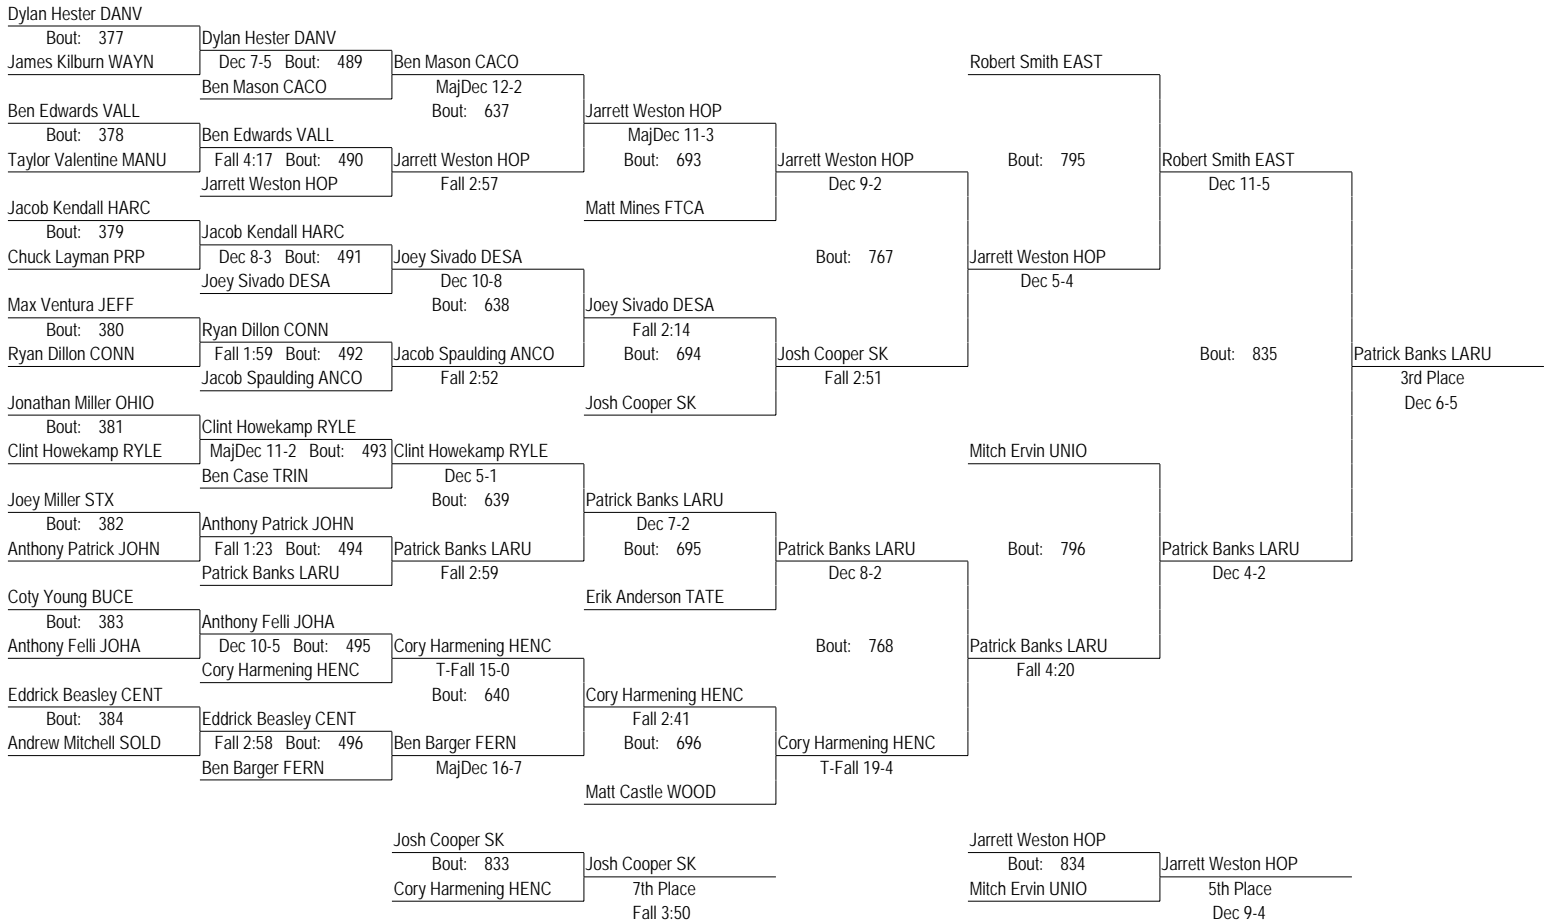 Dylan Hester DANV
Bout: 377 Dylan Hester DANV
James Kilburn WAYN Dec 7-5 Bout: 489 Ben Mason CACO Robert Smith EAST
Ben Mason CACO MajDec 12-2
Ben Edwards VALL Bout: 637 Jarrett Weston HOP
Bout: 378 Ben Edwards VALL MajDec 11-3
Taylor Valentine MANU Fall 4:17 Bout: 490 Jarrett Weston HOP Bout: 693 Jarrett Weston HOP Bout: 795 Robert Smith EAST
Jarrett Weston HOP Fall 2:57 Dec 9-2 Dec 11-5
Jacob Kendall HARC Matt Mines FTCA
Bout: 379 Jacob Kendall HARC
Chuck Layman PRP Dec 8-3 Bout: 491 Joey Sivado DESA Bout: 767 Jarrett Weston HOP
Joey Sivado DESA Dec 10-8 Dec 5-4
Max Ventura JEFF Bout: 638 Joey Sivado DESA
Bout: 380 Ryan Dillon CONN Fall 2:14
Ryan Dillon CONN Fall 1:59 Bout: 492 Jacob Spaulding ANCO Bout: 694 Josh Cooper SK Bout: 835 Patrick Banks LARU
Jacob Spaulding ANCO Fall 2:52 Fall 2:51 3rd Place
Jonathan Miller OHIO Josh Cooper SK Dec 6-5
Bout: 381 Clint Howekamp RYLE
Clint Howekamp RYLE MajDec 11-2 Bout: 493 Clint Howekamp RYLE Mitch Ervin UNIO
Ben Case TRIN Dec 5-1
Joey Miller STX Bout: 639 Patrick Banks LARU
Bout: 382 Anthony Patrick JOHN Dec 7-2
Anthony Patrick JOHN Fall 1:23 Bout: 494 Patrick Banks LARU Bout: 695 Patrick Banks LARU Bout: 796 Patrick Banks LARU
Patrick Banks LARU Fall 2:59 Dec 8-2 Dec 4-2
Coty Young BUCE Erik Anderson TATE
Bout: 383 Anthony Felli JOHA
Anthony Felli JOHA Dec 10-5 Bout: 495 Cory Harmening HENC Bout: 768 Patrick Banks LARU
Cory Harmening HENC T-Fall 15-0 Fall 4:20
Eddrick Beasley CENT Bout: 640 Cory Harmening HENC
Bout: 384 Eddrick Beasley CENT Fall 2:41
Andrew Mitchell SOLD Fall 2:58 Bout: 496 Ben Barger FERN Bout: 696 Cory Harmening HENC
Ben Barger FERN MajDec 16-7 T-Fall 19-4
Matt Castle WOOD
Josh Cooper SK Jarrett Weston HOP
Bout: 833 Josh Cooper SK Bout: 834 Jarrett Weston HOP
Cory Harmening HENC 7th Place Mitch Ervin UNIO 5th Place
Fall 3:50 Dec 9-4